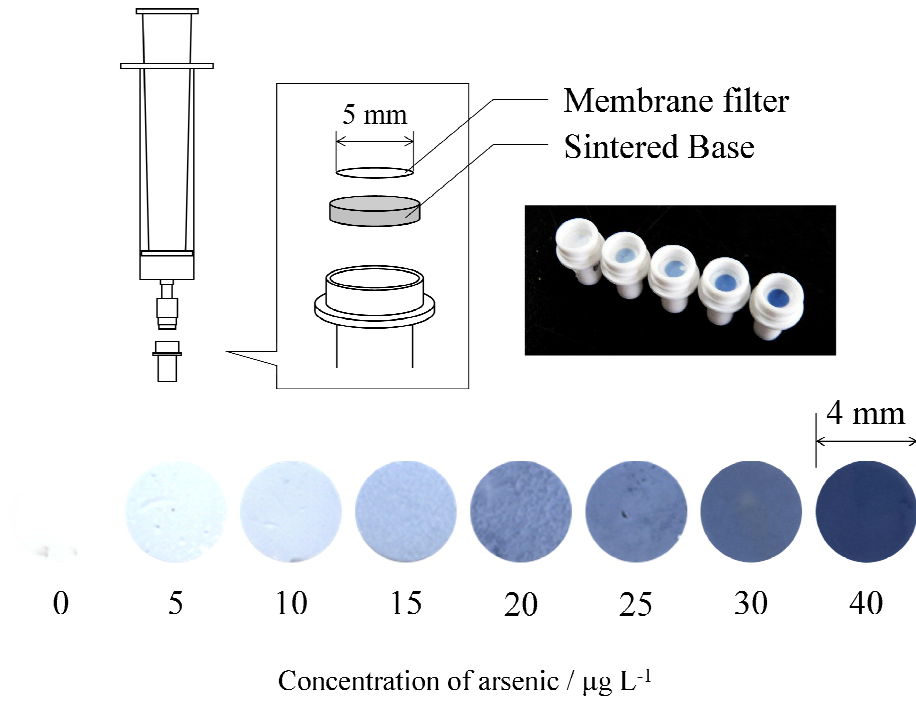 5 mm
Membrane filter
Sintered Base
4 mm
0 5 10 15 20 25 30 40
Concentration of arsenic / μg L⁻¹